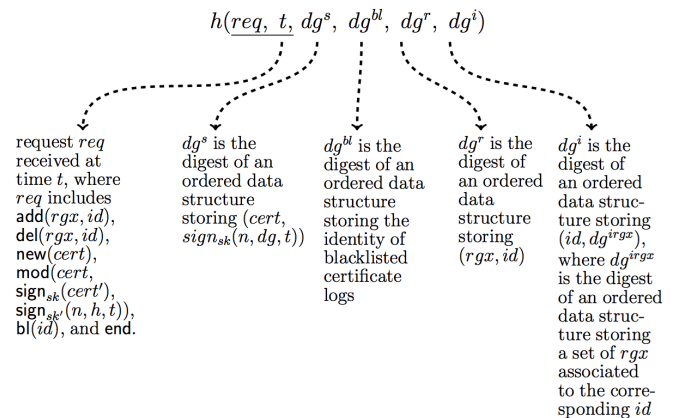 h(req, t, dg^s, dg^bl, dg^r, dg^i)
request req
received at
time t, where
req includes
add(rgx, id),
del(rgx, id),
new(cert),
mod(cert,
sign_sk(cert′),
sign_sk′(n, h, t)),
bl(id), and end.
dg^s is the
digest of an
ordered data
structure
storing (cert,
sign_sk(n, dg, t))
dg^bl is the
digest of an
ordered data
structure
storing the
identity of
blacklisted
certificate
logs
dg^r is the
digest of
an ordered
data
structure
storing
(rgx, id)
dg^i is the
digest of
an ordered
data struc-
ture storing
(id, dg^irgx),
where dg^irgx
is the digest
of an ordered
data struc-
ture storing
a set of rgx
associated
to the corre-
sponding id